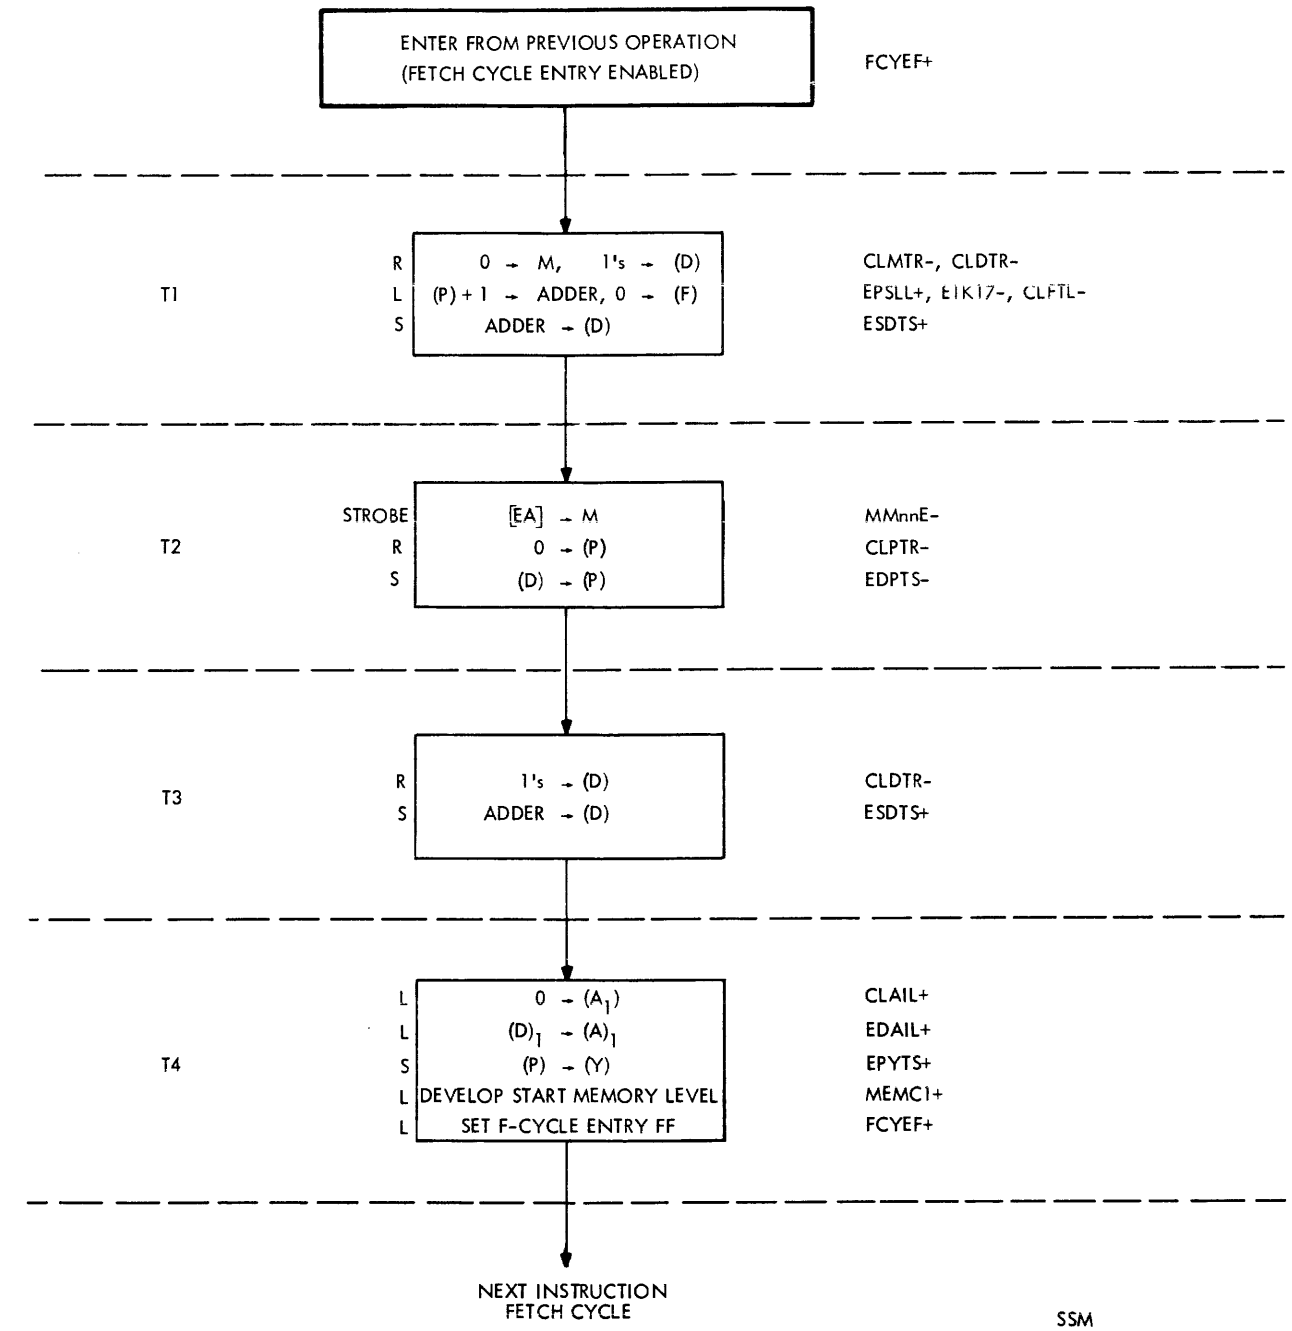 ENTER FROM PREVIOUS OPERATION
(FETCH CYCLE ENTRY ENABLED)
FCYEF+
R 0 → M, 1's → (D) CLMTR-, CLDTR-
T1 L (P) + 1 → ADDER, 0 → (F) EPSLL+, E1K17-, CLFTL-
S ADDER → (D) ESDTS+
STROBE [EA] → M MMnnE-
T2 R 0 → (P) CLPTR-
S (D) → (P) EDPTS-
R 1's → (D) CLDTR-
T3
S ADDER → (D) ESDTS+
L 0 → (A₁) CLAIL+
L (D)₁ → (A)₁ EDAIL+
T4 S (P) → (Y) EPYTS+
L DEVELOP START MEMORY LEVEL MEMC1+
L SET F-CYCLE ENTRY FF FCYEF+
NEXT INSTRUCTION
FETCH CYCLE
SSM